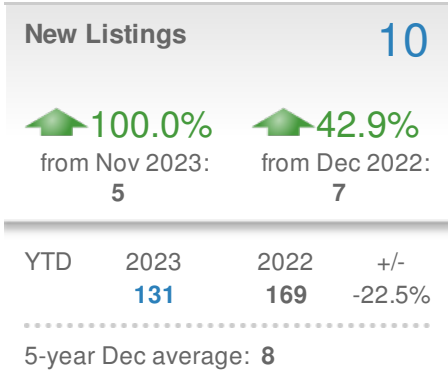 New Listings 10
100.0% 42.9%
from Nov 2023: from Dec 2022:
5 7
YTD 2023 2022 +/-
131 169 -22.5%
5-year Dec average: 8